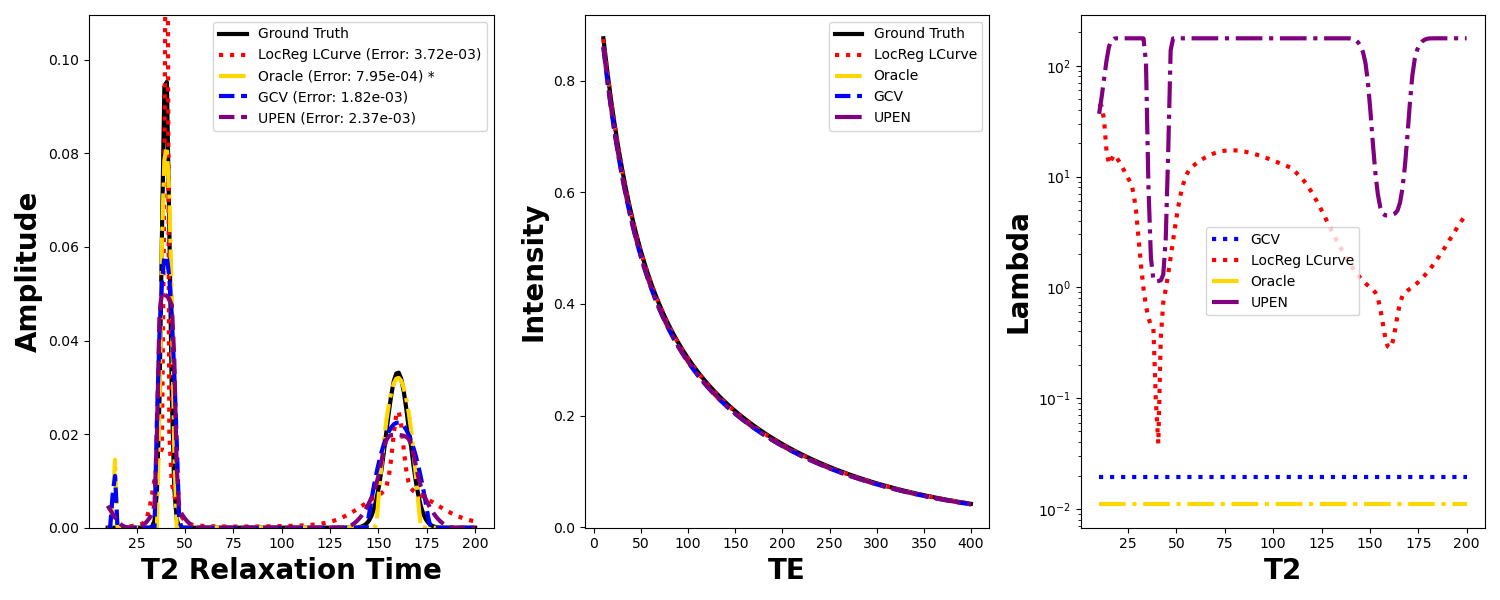 Amplitude
0.10
0.08
0.06
0.04
0.02
0.00
Ground Truth
LocReg LCurve (Error: 3.72e-03)
Oracle (Error: 7.95e-04) *
GCV (Error: 1.82e-03)
UPEN (Error: 2.37e-03)
25 50 75 100 125 150 175 200
T2 Relaxation Time
Intensity
0.8
0.6
0.4
0.2
0.0
Ground Truth
LocReg LCurve
Oracle
GCV
UPEN
0 50 100 150 200 250 300 350 400
TE
Lambda
10²
10¹
10⁰
10⁻¹
10⁻²
GCV
LocReg LCurve
Oracle
UPEN
25 50 75 100 125 150 175 200
T2